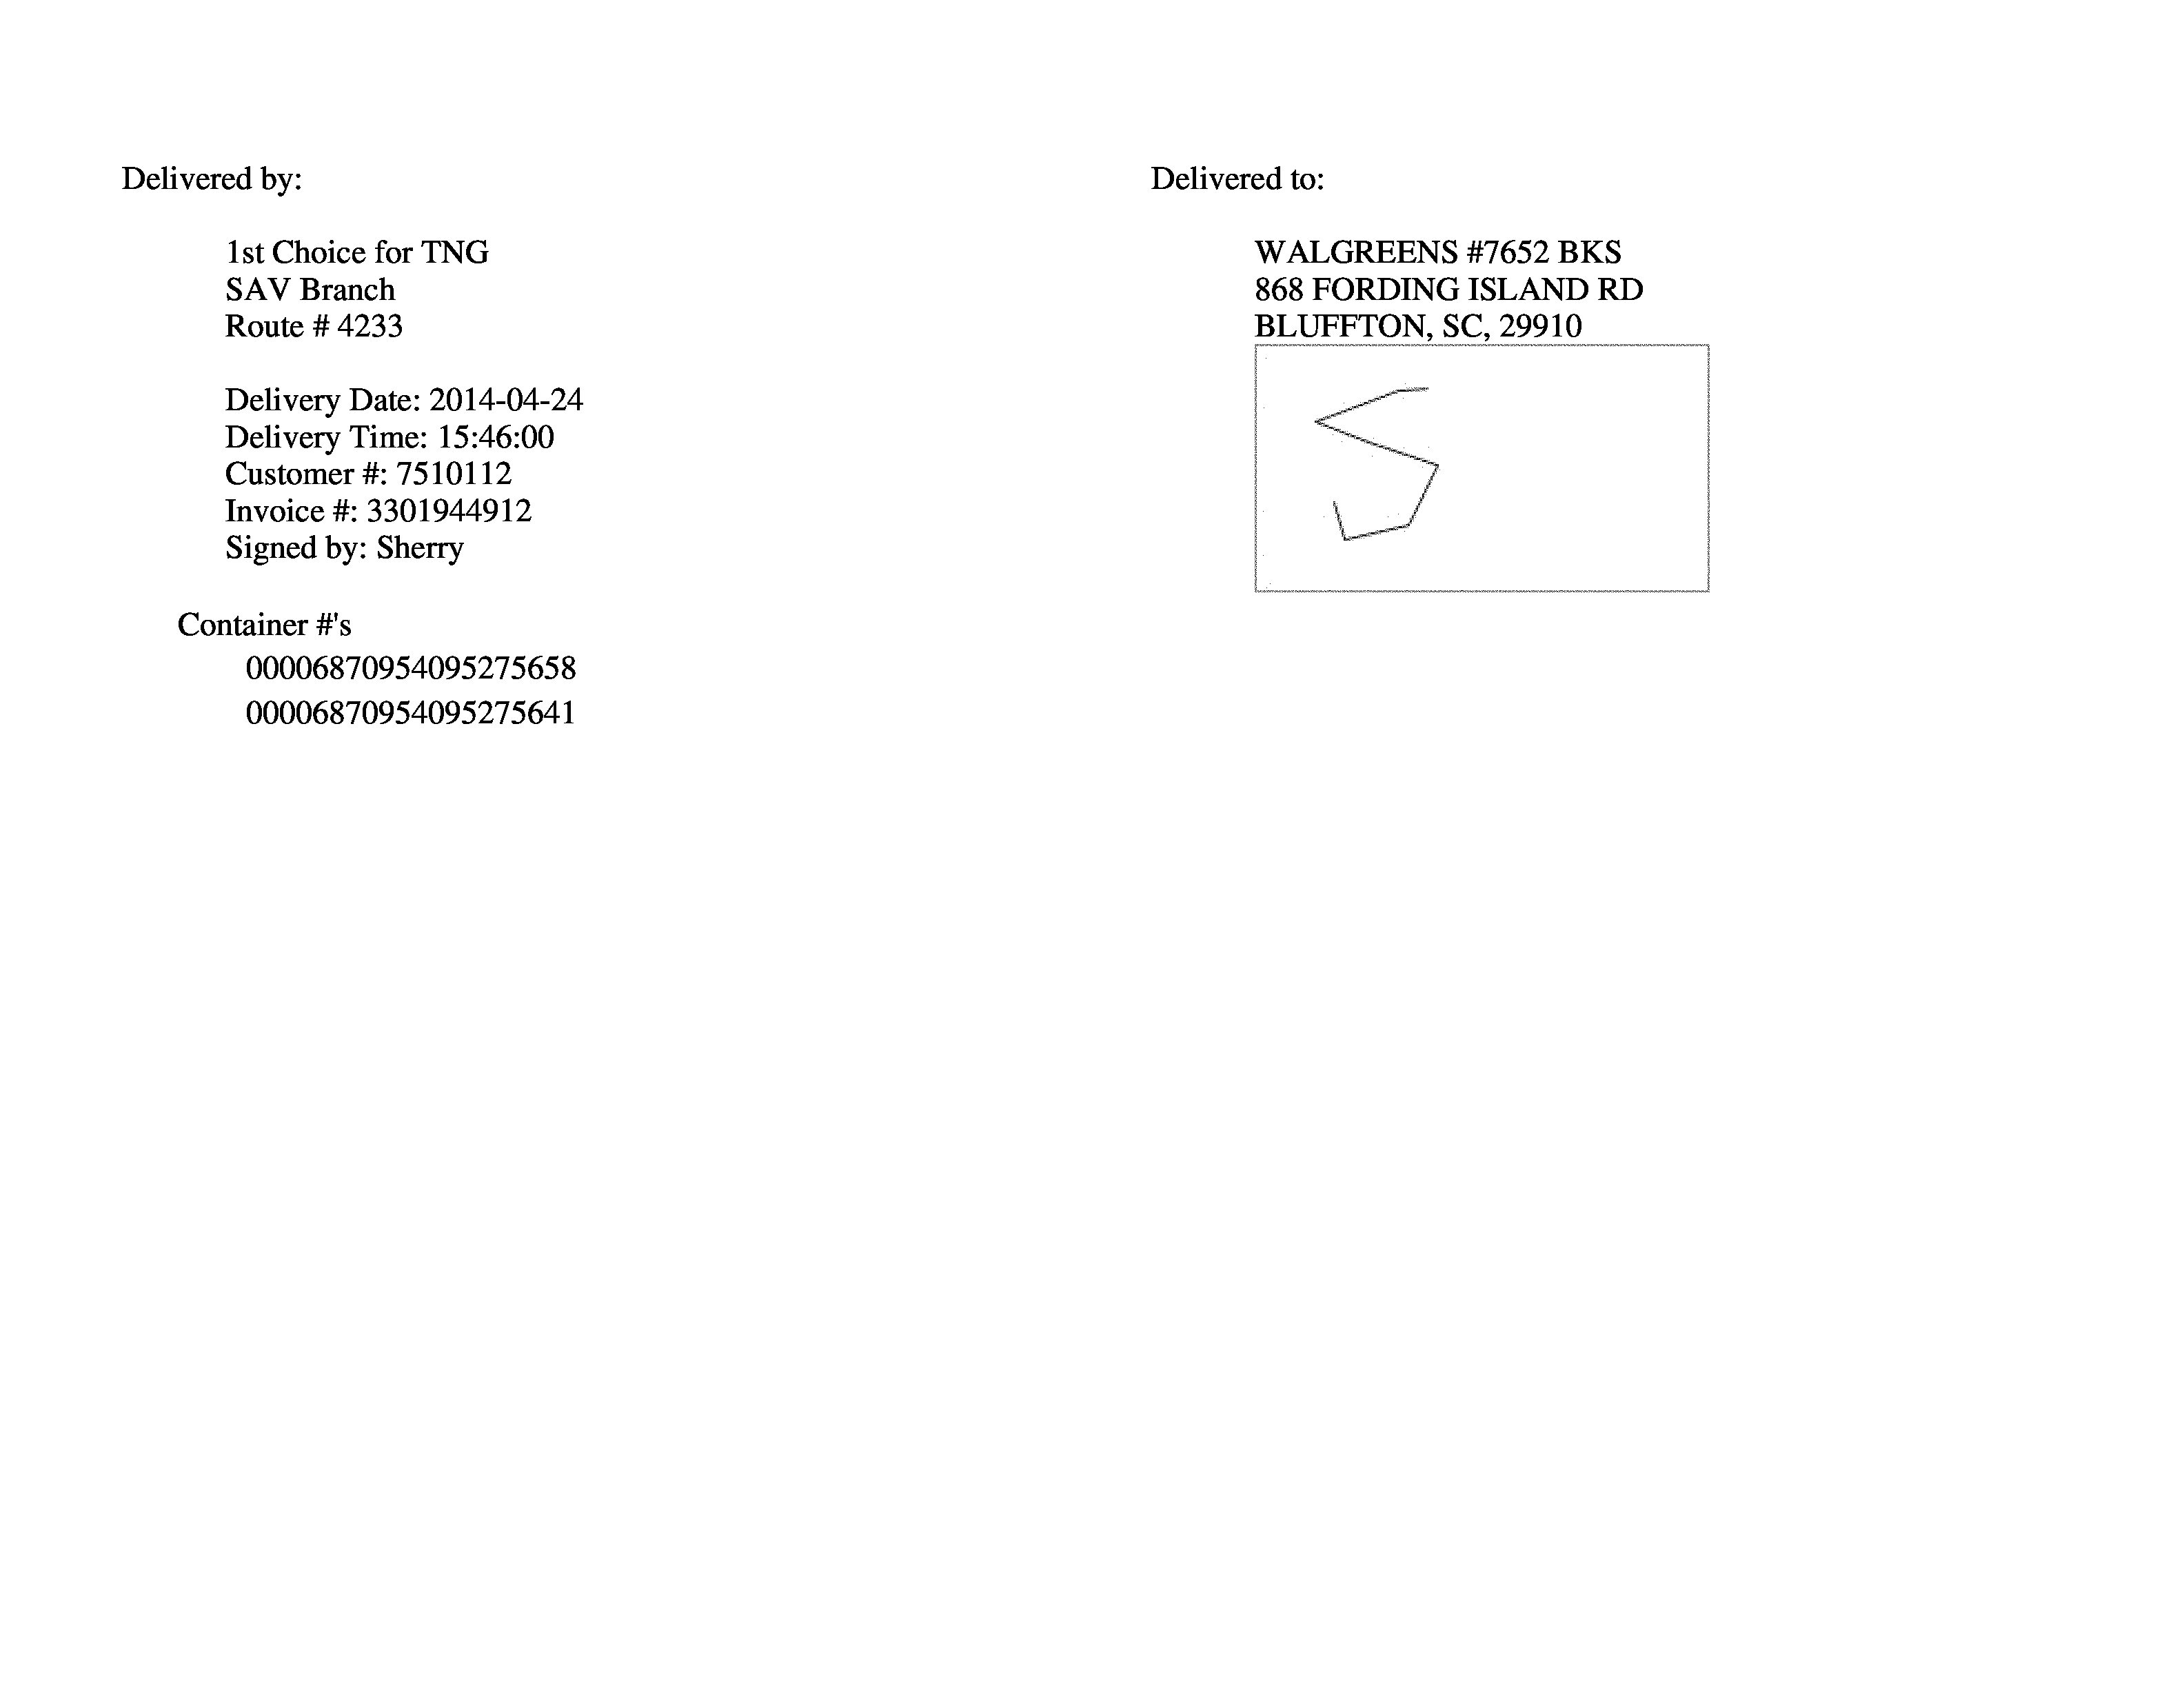 Delivered by:
1st Choice for TNG
SAV Branch
Route # 4233
Delivery Date: 2014-04-24
Delivery Time: 15:46:00
Customer #: 7510112
Invoice #: 3301944912
Signed by: Sherry
Container #'s
00006870954095275658
00006870954095275641
Delivered to:
WALGREENS #7652 BKS
868 FORDING ISLAND RD
BLUFFTON, SC, 29910